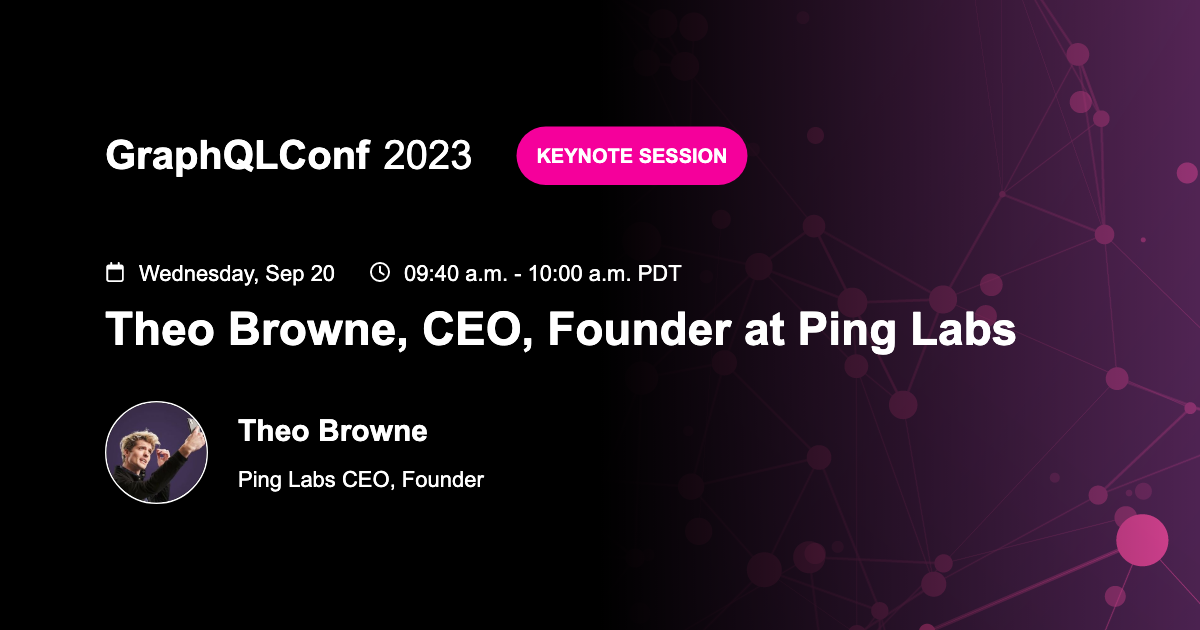 GraphQLConf 2023
KEYNOTE SESSION
Wednesday, Sep 20
09:40 a.m. - 10:00 a.m. PDT
Theo Browne, CEO, Founder at Ping Labs
Theo Browne
Ping Labs CEO, Founder